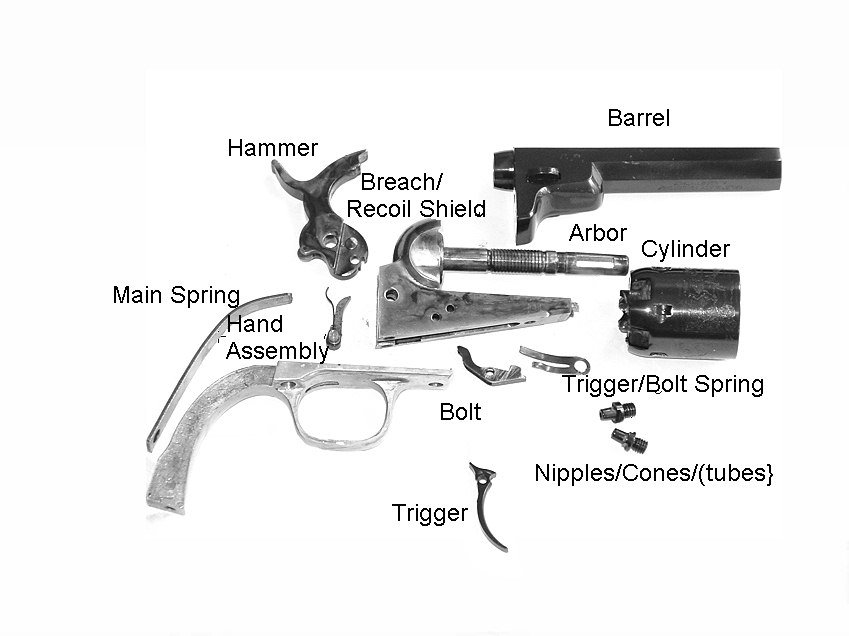 Barrel
Hammer
Breach/
Recoil Shield
Arbor
Cylinder
Main Spring
Hand
Assembly
Trigger/Bolt Spring
Bolt
Nipples/Cones/(tubes}
Trigger